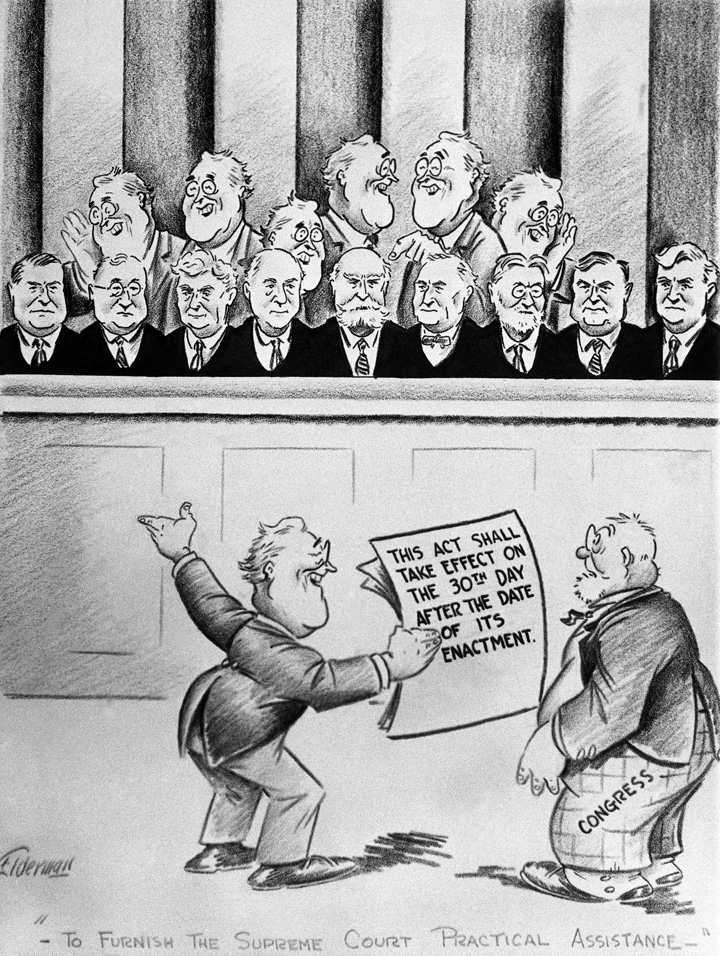 THIS ACT SHALL
TAKE EFFECT ON
THE 30TH DAY
AFTER THE DATE
OF ITS
ENACTMENT.
CONGRESS
Elderman
"- TO FURNISH THE SUPREME COURT PRACTICAL ASSISTANCE -"